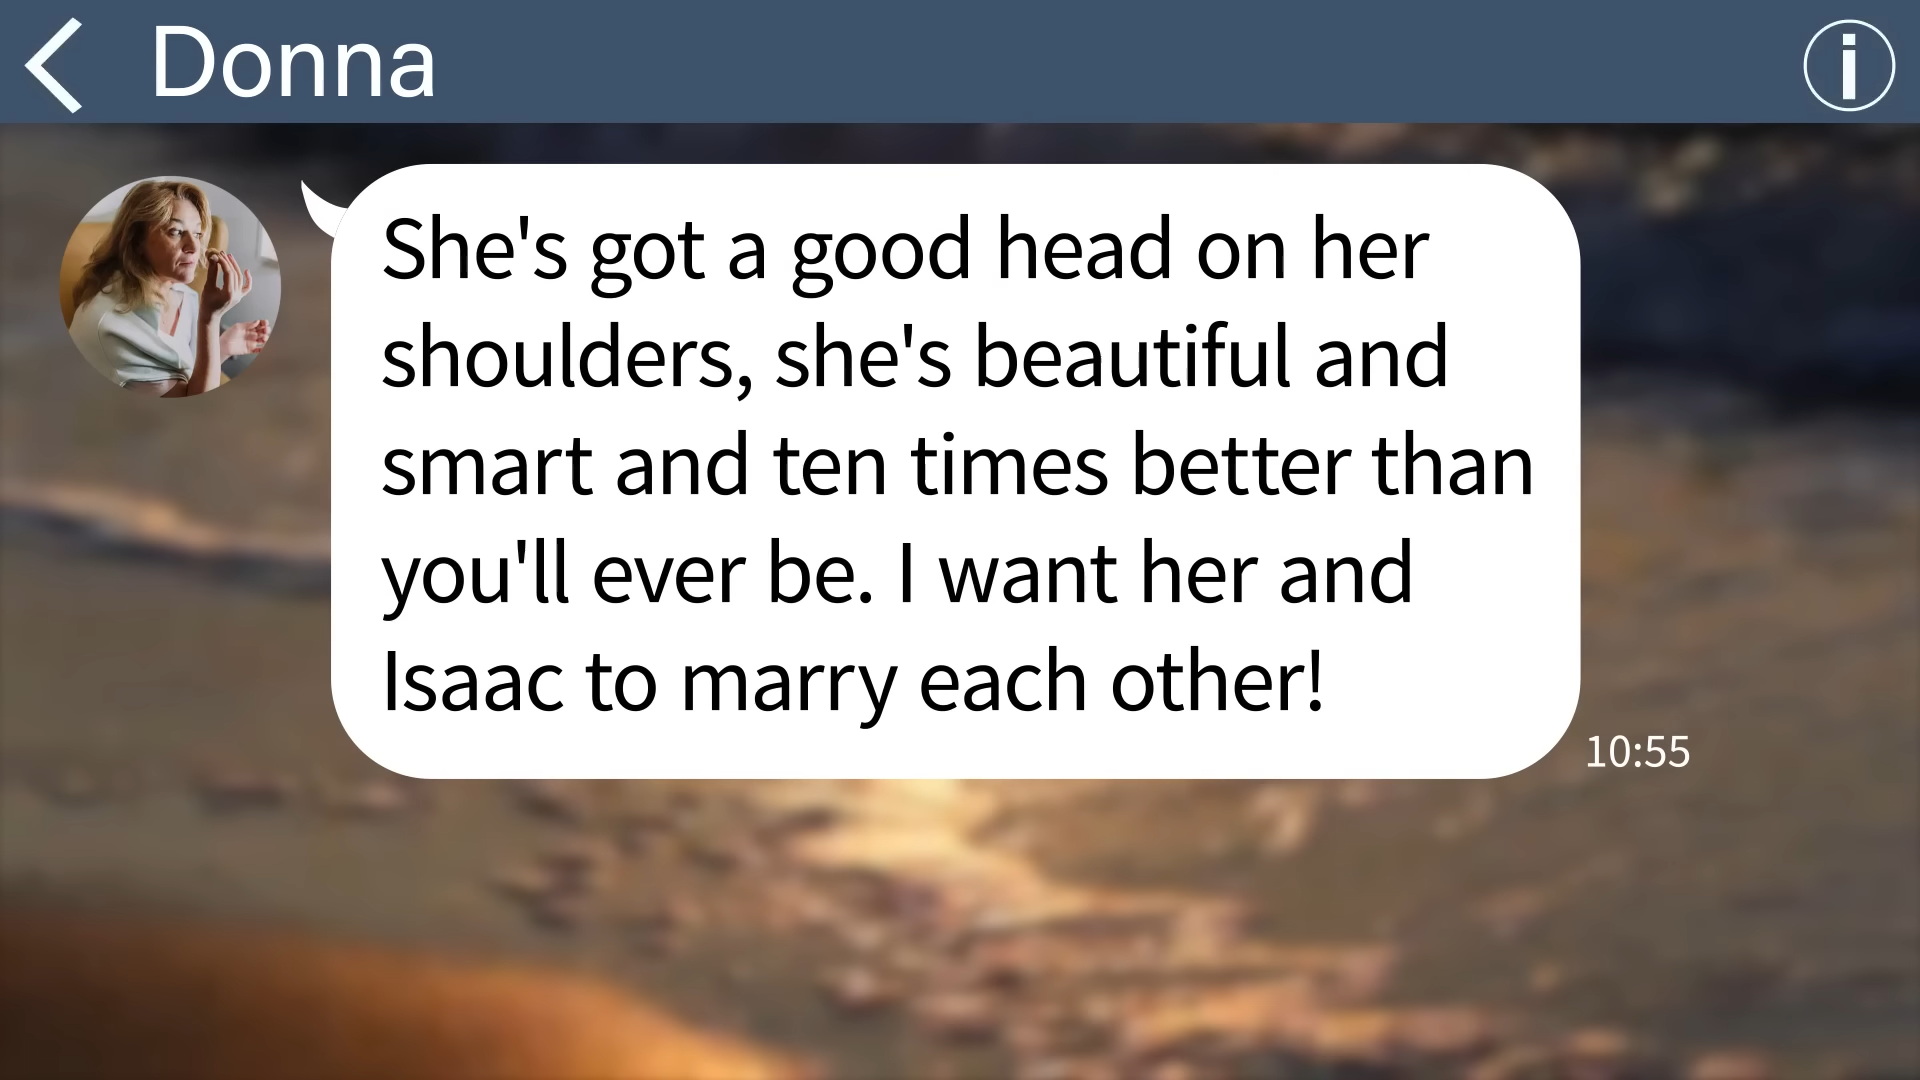 Donna
She's got a good head on her
shoulders, she's beautiful and
smart and ten times better than
you'll ever be. I want her and
Isaac to marry each other!
10:55